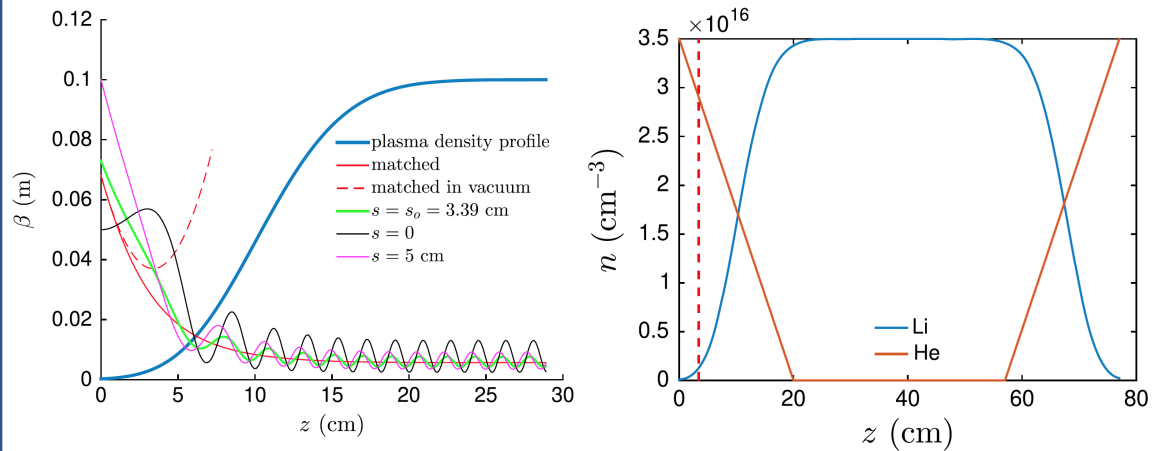 0.12
0.1
0.08
0.06
0.04
0.02
0
β (m)
0 5 10 15 20 25 30
z (cm)
plasma density profile
matched
matched in vacuum
s = s_o = 3.39 cm
s = 0
s = 5 cm
×10^16
3.5
3
2.5
2
1.5
1
0.5
0
n (cm^−3)
0 20 40 60 80
z (cm)
Li
He